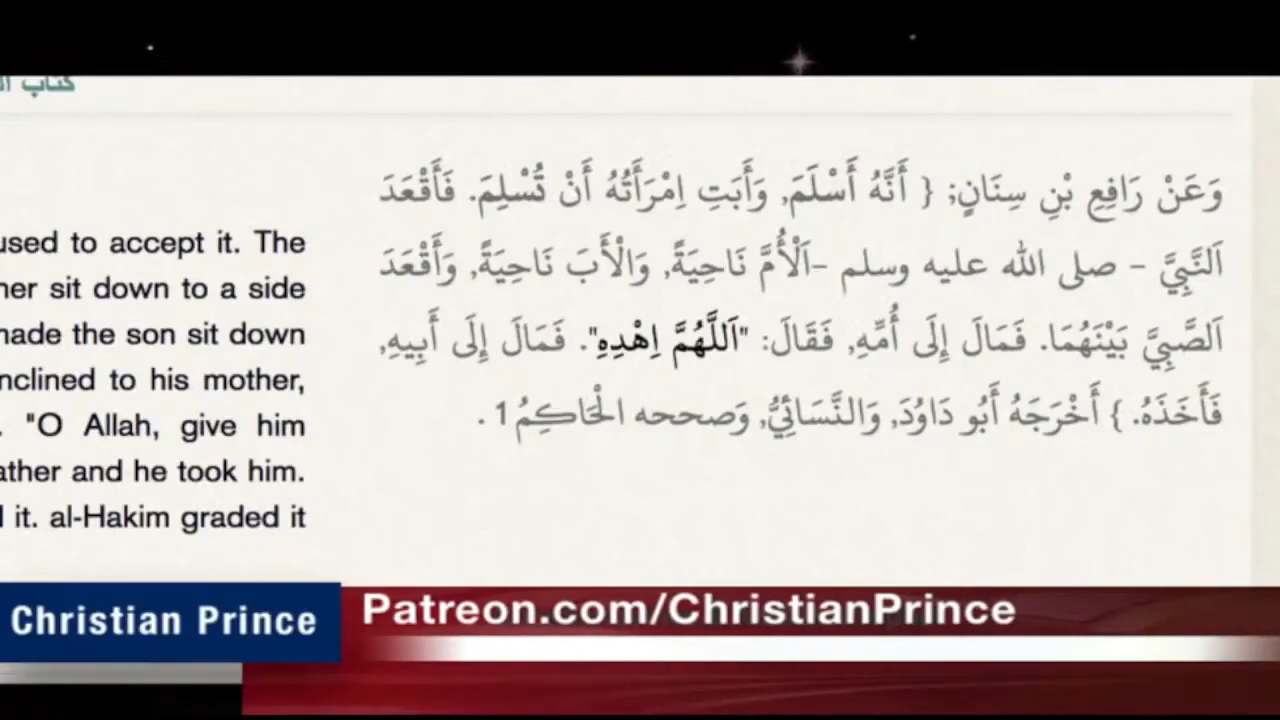 كتاب
وَعَنْ رَافِعِ بْنِ سِنَانٍ; { أَنَّهُ أَسْلَمَ, وَأَبَتِ اِمْرَأَتُهُ أَنْ تُسْلِمَ. فَأَقْعَدَ
اَلنَّبِيَّ - صلى الله عليه وسلم -اَلْأُمَّ نَاحِيَةً, وَالْأَبَ نَاحِيَةً, وَأَقْعَدَ
اَلصَّبِيَّ بَيْنَهُمَا. فَمَالَ إِلَى أُمِّهِ, فَقَالَ: "اَللَّهُمَّ اِهْدِهِ". فَمَالَ إِلَى أَبِيهِ,
فَأَخَذَهُ. } أَخْرَجَهُ أَبُو دَاوُدَ, وَالنَّسَائِيُّ, وَصححه الْحَاكِمُ 1 .
used to accept it. The
her sit down to a side
made the son sit down
nclined to his mother,
. "O Allah, give him
ather and he took him.
it. al-Hakim graded it
Christian Prince
Patreon.com/ChristianPrince